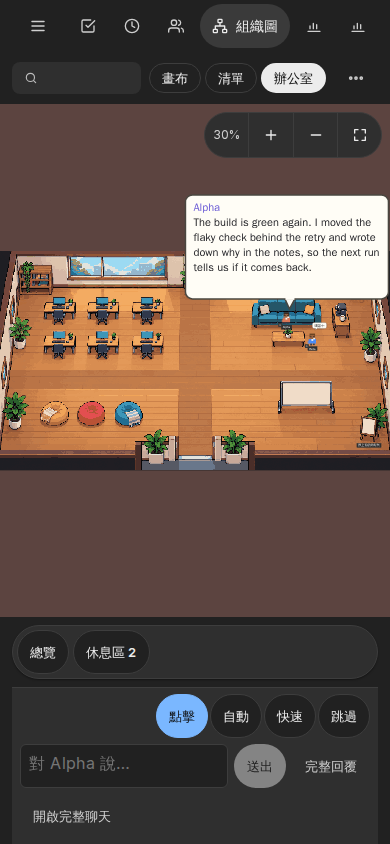 組織圖
畫布
清單
辦公室
30%
Alpha
The build is green again. I moved the
flaky check behind the retry and wrote
down why in the notes, so the next run
tells us if it comes back.
總覽
休息區 2
點擊
自動
快速
跳過
對 Alpha 說...
送出
完整回覆
開啟完整聊天